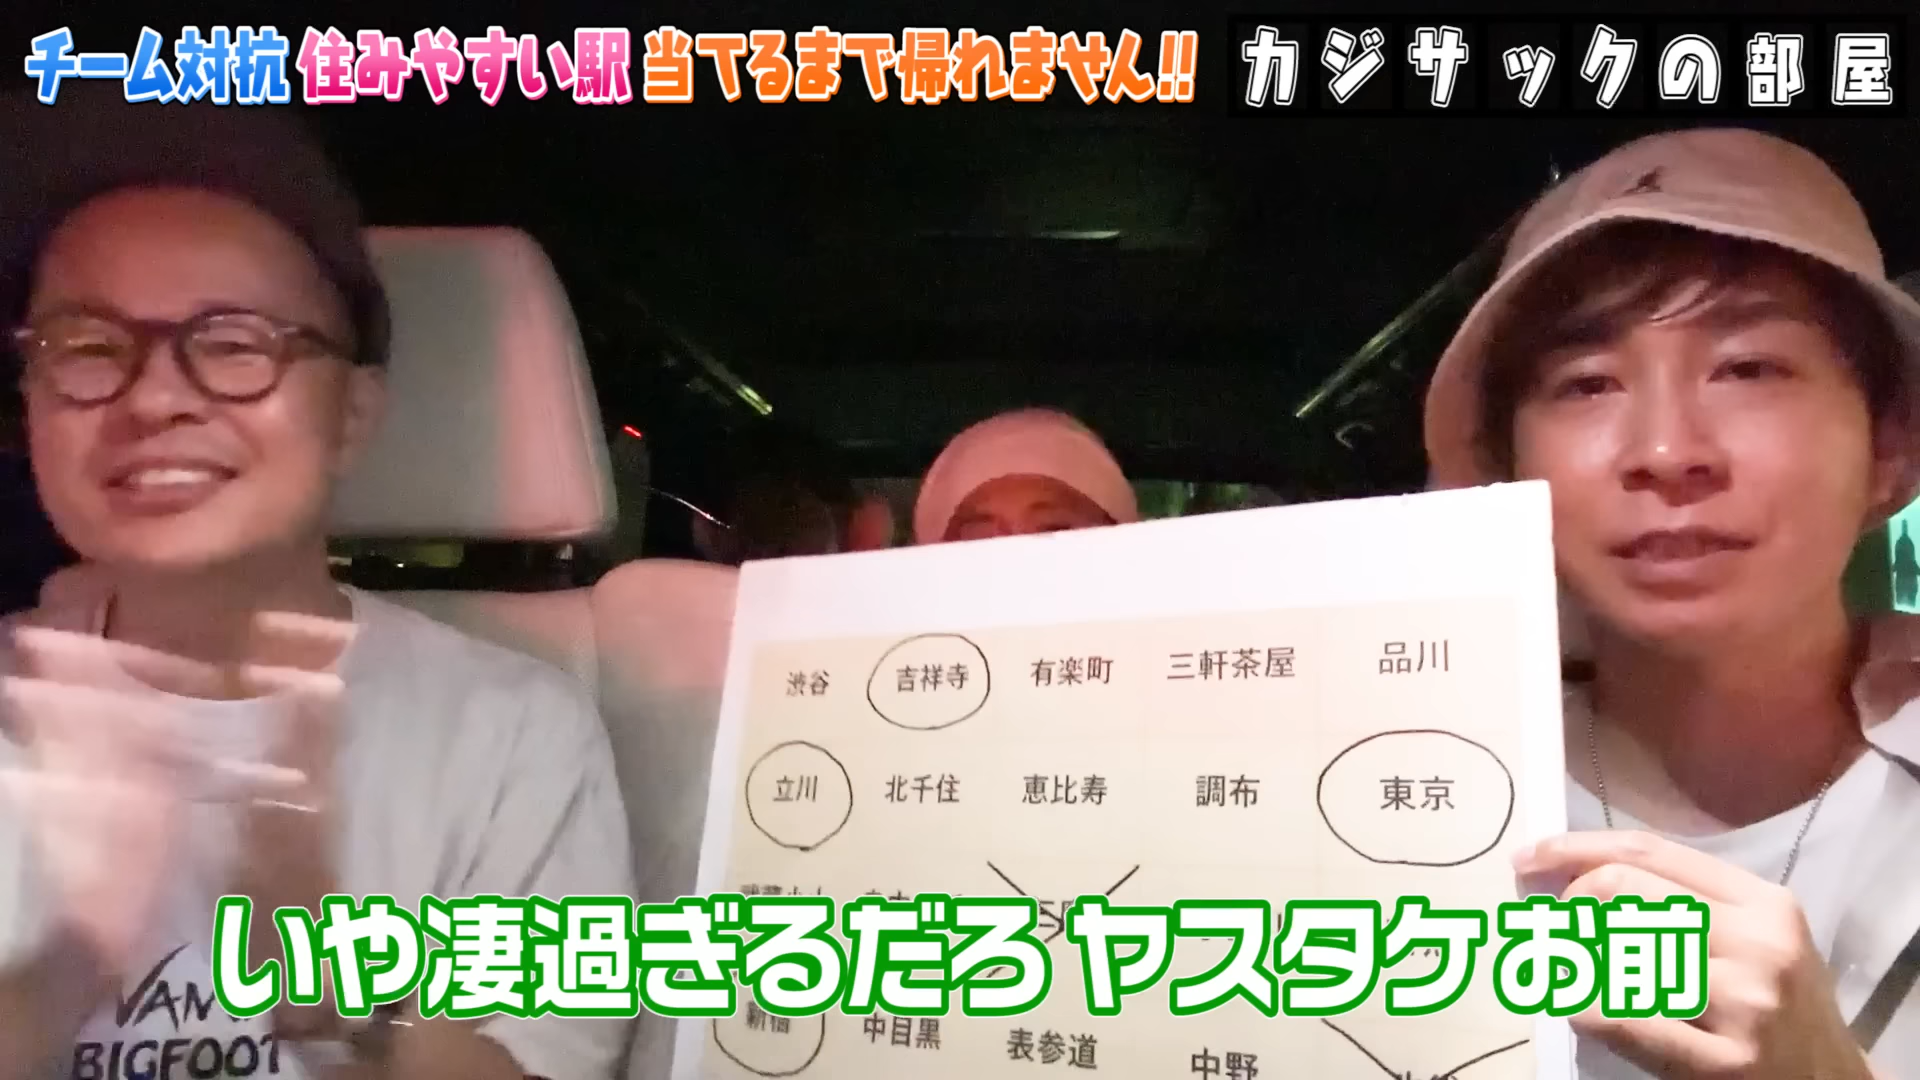 チーム対抗 住みやすい駅 当てるまで帰れません!! カジサックの部屋
渋谷 吉祥寺 有楽町 三軒茶屋 品川
立川 北千住 恵比寿 調布 東京
いや凄過ぎるだろ ヤスタケ お前
新宿 中目黒 表参道 中野
BIGFOOT